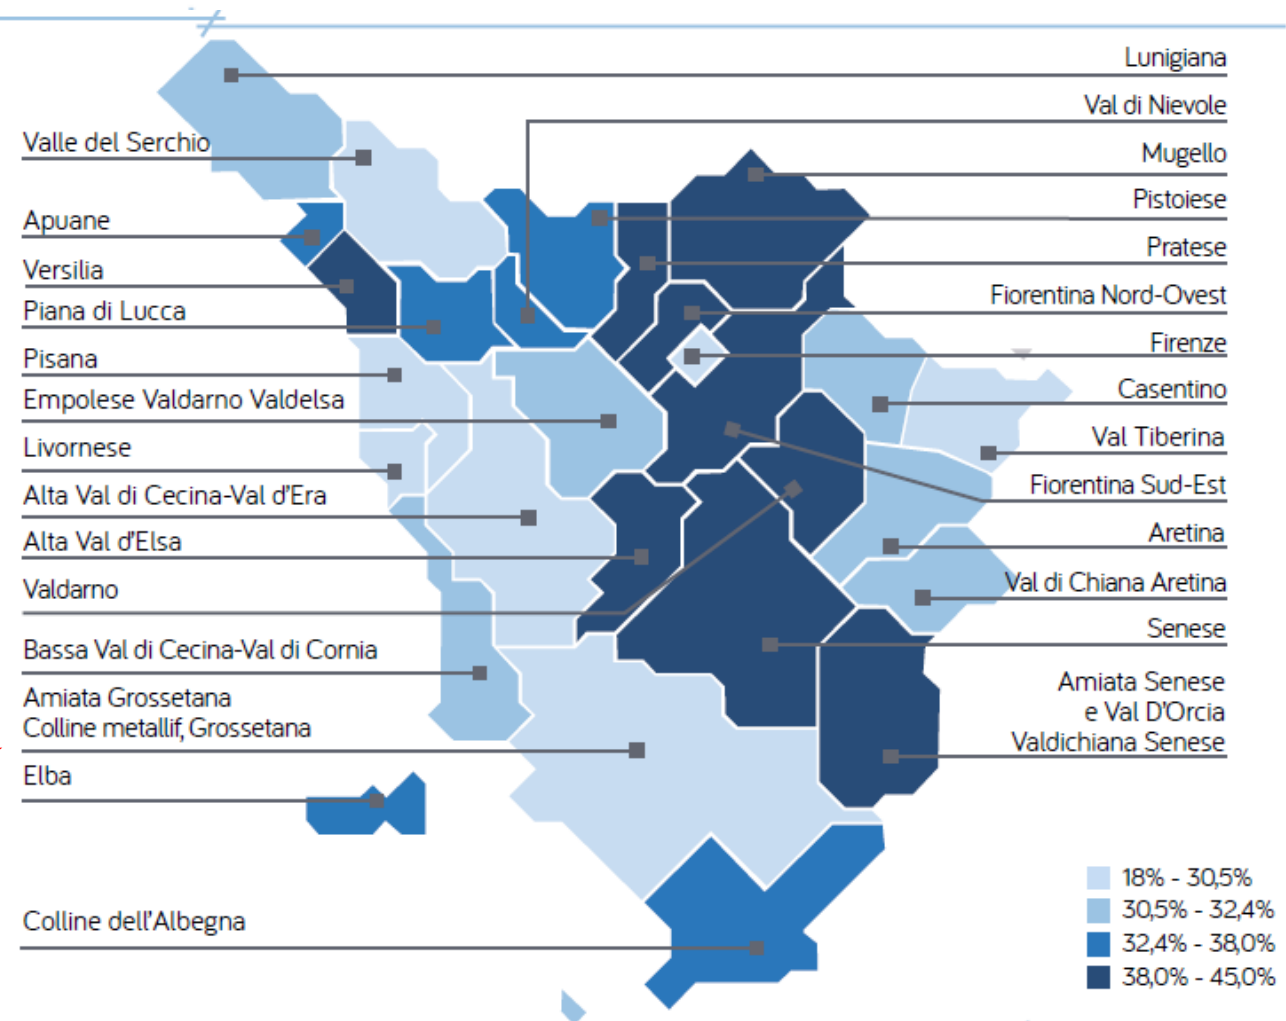 Lunigiana
Val di Nievole
Valle del Serchio
Mugello
Pistoiese
Apuane
Pratese
Versilia
Fiorentina Nord-Ovest
Piana di Lucca
Firenze
Pisana
Casentino
Empolese Valdarno Valdelsa
Val Tiberina
Livornese
Fiorentina Sud-Est
Alta Val di Cecina-Val d'Era
Aretina
Alta Val d'Elsa
Val di Chiana Aretina
Valdarno
Senese
Bassa Val di Cecina-Val di Cornia
Amiata Senese
e Val D'Orcia
Valdichiana Senese
Amiata Grossetana
Colline metallif, Grossetana
Elba
Colline dell'Albegna
18% - 30,5%
30,5% - 32,4%
32,4% - 38,0%
38,0% - 45,0%